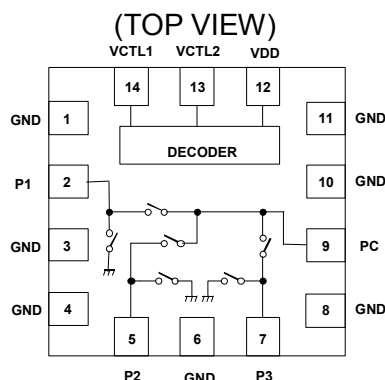 (TOP VIEW)
VCTL1 VCTL2 VDD
14 13 12
GND 1 11 GND
DECODER
P1 2 10 GND
GND 3 9 PC
GND 4 8 GND
5 6 7
P2 GND P3